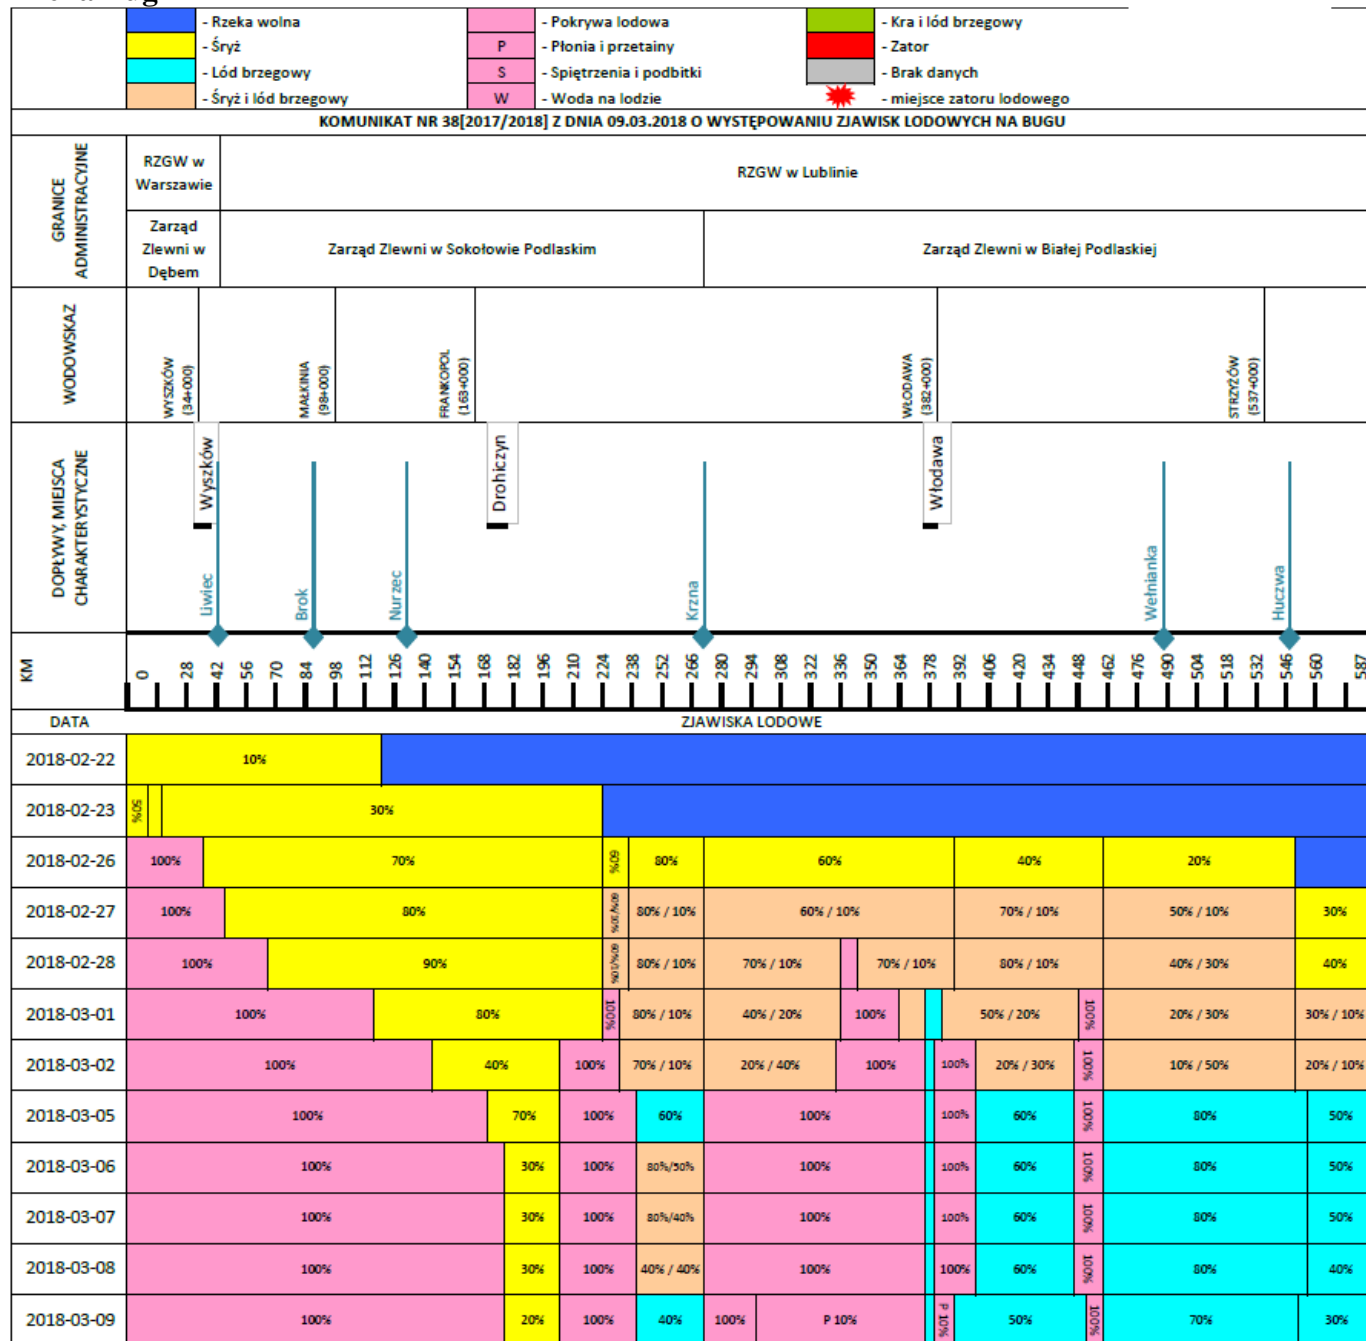 - Rzeka wolna
- Pokrywa lodowa
- Kra i lód brzegowy
- Śryż
P - Płonia i przetainy
- Zator
- Lód brzegowy
S - Spiętrzenia i podbitki
- Brak danych
- Śryż i lód brzegowy
W - Woda na lodzie
- miejsce zatoru lodowego
KOMUNIKAT NR 38[2017/2018] Z DNIA 09.03.2018 O WYSTĘPOWANIU ZJAWISK LODOWYCH NA BUGU
GRANICE ADMINISTRACYJNE
RZGW w Warszawie
RZGW w Lublinie
Zarząd Zlewni w Dębem
Zarząd Zlewni w Sokołowie Podlaskim
Zarząd Zlewni w Białej Podlaskiej
WODOWSKAZ
WYSZKÓW (34+000)
MAŁKINIA (98+000)
FRANKOPOL (163+000)
WŁODAWA (382+000)
STRZYŻÓW (537+000)
DOPŁYWY, MIEJSCA CHARAKTERYSTYCZNE
Wyszków
Drohiczyn
Włodawa
Liwiec
Brok
Nurzec
Krzna
Wełnianka
Huczwa
KM 0 28 42 56 70 84 98 112 126 140 154 168 182 196 210 224 238 252 266 280 294 308 322 336 350 364 378 392 406 420 434 448 462 476 490 504 518 532 546 560 587
DATA ZJAWISKA LODOWE
2018-02-22 10%
2018-02-23 50% 30%
2018-02-26 100% 70% 60% 80% 60% 40% 20%
2018-02-27 100% 80% 60%/10% 80% / 10% 60% / 10% 70% / 10% 50% / 10% 30%
2018-02-28 100% 90% 60%/10% 80% / 10% 70% / 10% 70% / 10% 80% / 10% 40% / 30% 40%
2018-03-01 100% 80% 100% 80% / 10% 40% / 20% 100% 50% / 20% 100% 20% / 30% 30% / 10%
2018-03-02 100% 40% 100% 70% / 10% 20% / 40% 100% 100% 20% / 30% 100% 10% / 50% 20% / 10%
2018-03-05 100% 70% 100% 60% 100% 100% 60% 100% 80% 50%
2018-03-06 100% 30% 100% 80%/50% 100% 100% 60% 100% 80% 50%
2018-03-07 100% 30% 100% 80%/40% 100% 100% 60% 100% 80% 50%
2018-03-08 100% 30% 100% 40% / 40% 100% 100% 60% 100% 80% 40%
2018-03-09 100% 20% 100% 40% 100% P 10% P 10% 50% 100% 70% 30%